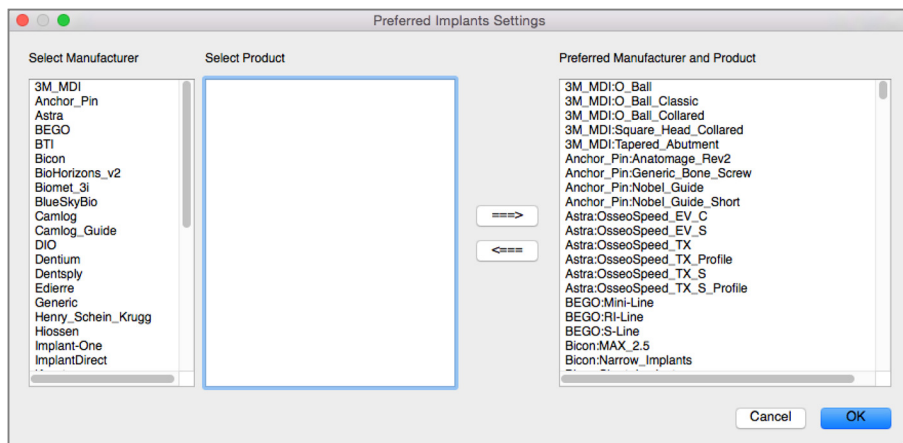 Preferred Implants Settings
Select Manufacturer
Select Product
Preferred Manufacturer and Product
3M_MDI
Anchor_Pin
Astra
BEGO
BTI
Bicon
BioHorizons_v2
Biomet_3i
BlueSkyBio
Camlog
Camlog_Guide
DIO
Dentium
Dentsply
Edierre
Generic
Henry_Schein_Krugg
Hiossen
Implant-One
ImplantDirect
===>
<===
3M_MDI:O_Ball
3M_MDI:O_Ball_Classic
3M_MDI:O_Ball_Collared
3M_MDI:Square_Head_Collared
3M_MDI:Tapered_Abutment
Anchor_Pin:Anatomage_Rev2
Anchor_Pin:Generic_Bone_Screw
Anchor_Pin:Nobel_Guide
Anchor_Pin:Nobel_Guide_Short
Astra:OsseoSpeed_EV_C
Astra:OsseoSpeed_EV_S
Astra:OsseoSpeed_TX
Astra:OsseoSpeed_TX_Profile
Astra:OsseoSpeed_TX_S
Astra:OsseoSpeed_TX_S_Profile
BEGO:Mini-Line
BEGO:RI-Line
BEGO:S-Line
Bicon:MAX_2.5
Bicon:Narrow_Implants
Cancel
OK